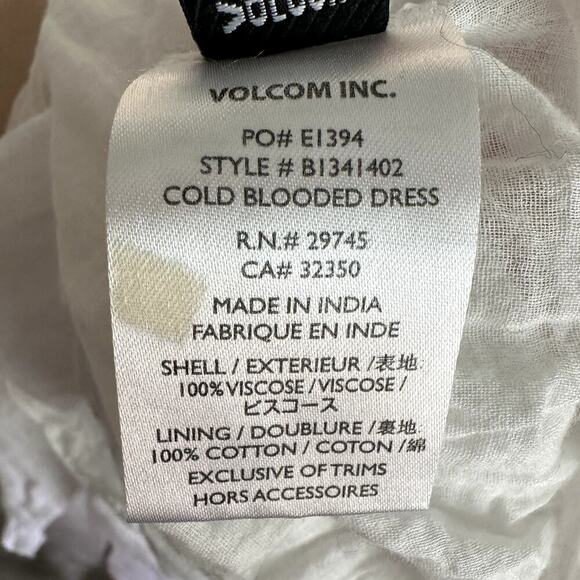 VOLCOM
VOLCOM INC.
PO# E1394
STYLE # B1341402
COLD BLOODED DRESS
R.N.# 29745
CA# 32350
MADE IN INDIA
FABRIQUE EN INDE
SHELL / EXTERIEUR /表地:
100% VISCOSE / VISCOSE /
ビスコース
LINING / DOUBLURE /裏地:
100% COTTON / COTON /綿
EXCLUSIVE OF TRIMS
HORS ACCESSOIRES